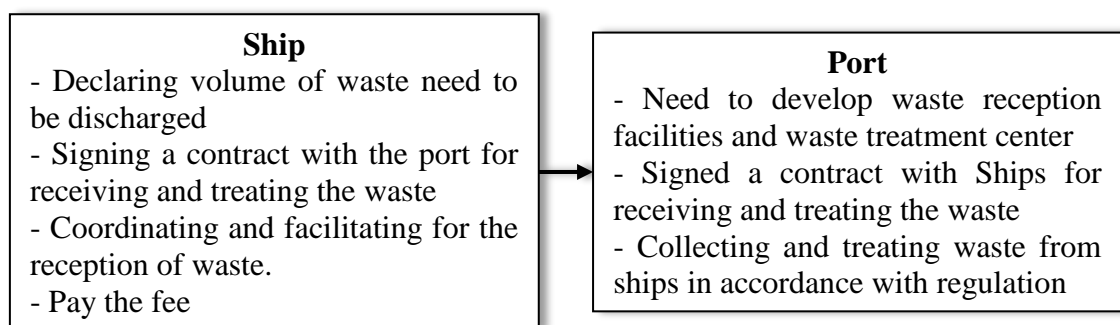 Ship
- Declaring volume of waste need to
be discharged
- Signing a contract with the port for
receiving and treating the waste
- Coordinating and facilitating for the
reception of waste.
- Pay the fee
Port
- Need to develop waste reception
facilities and waste treatment center
- Signed a contract with Ships for
receiving and treating the waste
- Collecting and treating waste from
ships in accordance with regulation